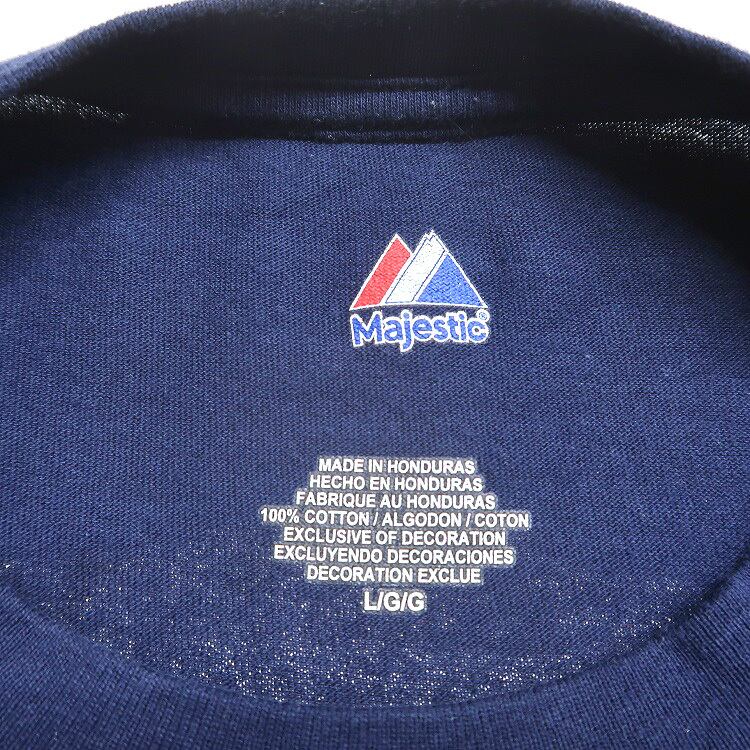 Majestic®
MADE IN HONDURAS
HECHO EN HONDURAS
FABRIQUE AU HONDURAS
100% COTTON / ALGODON / COTON
EXCLUSIVE OF DECORATION
EXCLUYENDO DECORACIONES
DECORATION EXCLUE
L/G/G